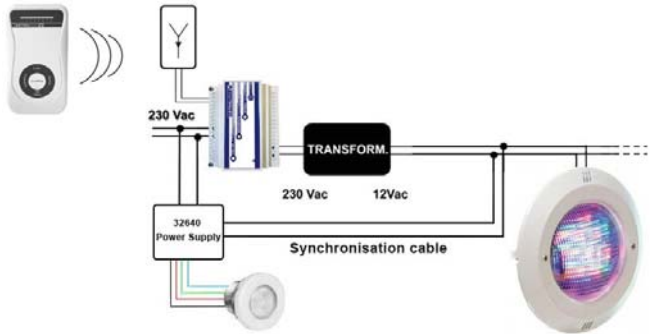 230 Vac
TRANSFORM.
230 Vac 12Vac
32640
Power Supply
Synchronisation cable